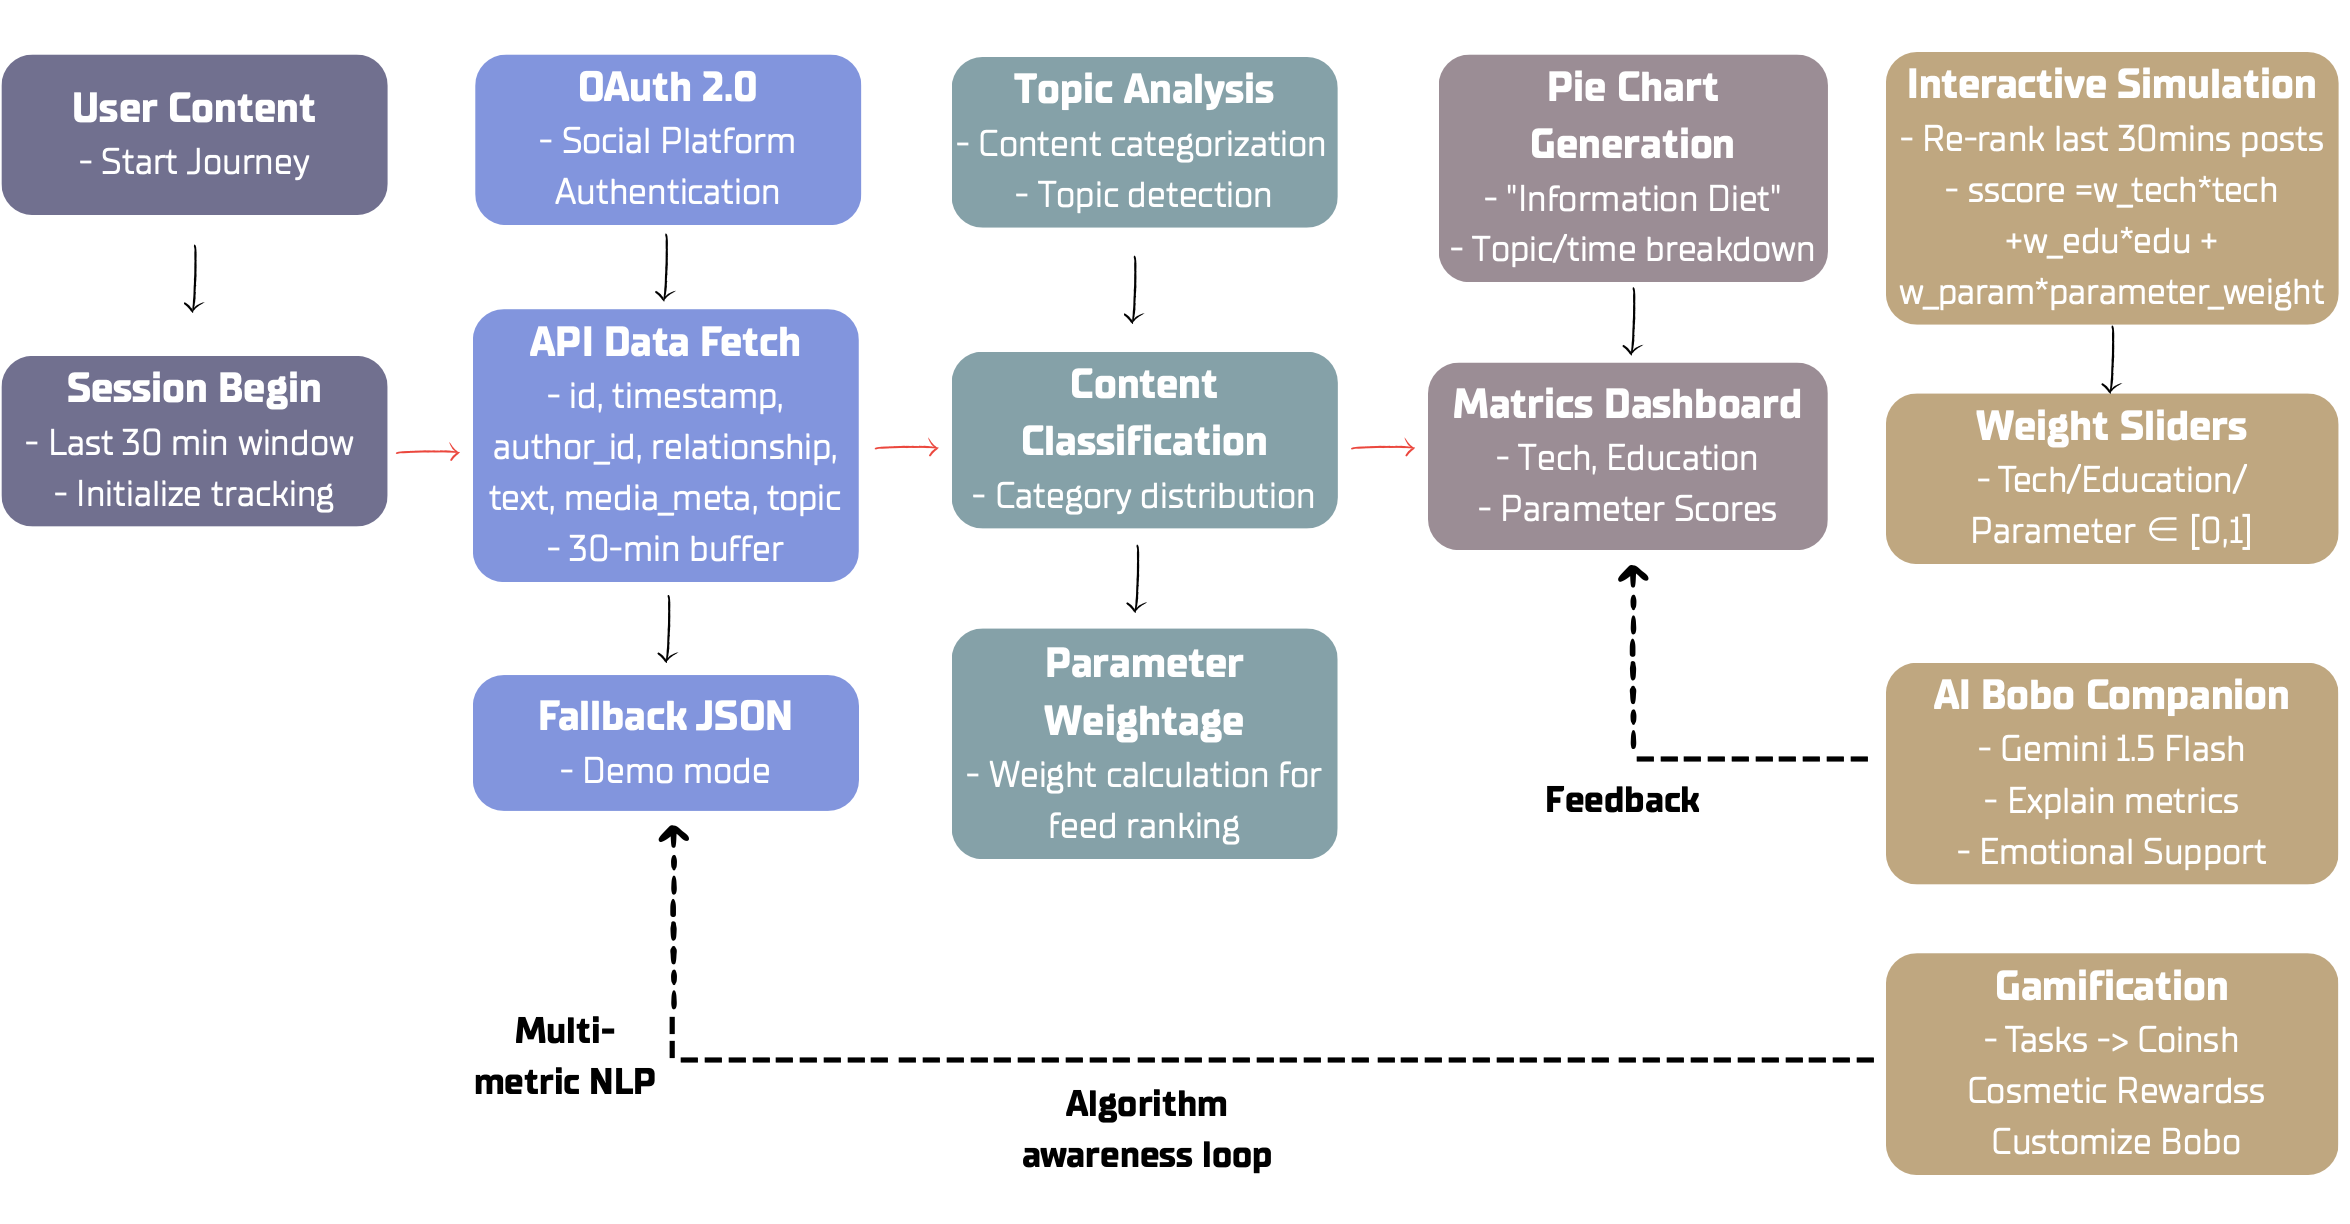 User Content
- Start Journey
Session Begin
- Last 30 min window
- Initialize tracking
OAuth 2.0
- Social Platform
Authentication
API Data Fetch
- id, timestamp,
author_id, relationship,
text, media_meta, topic
- 30-min buffer
Fallback JSON
- Demo mode
Multi-
metric NLP
Topic Analysis
- Content categorization
- Topic detection
Content
Classification
- Category distribution
Parameter
Weightage
- Weight calculation for
feed ranking
Algorithm
awareness loop
Pie Chart
Generation
- "Information Diet"
- Topic/time breakdown
Matrics Dashboard
- Tech, Education
- Parameter Scores
Feedback
Interactive Simulation
- Re-rank last 30mins posts
- sscore =w_tech*tech
+w_edu*edu +
w_param*parameter_weight
Weight Sliders
- Tech/Education/
Parameter ∈ [0,1]
AI Bobo Companion
- Gemini 1.5 Flash
- Explain metrics
- Emotional Support
Gamification
- Tasks -> Coinsh
Cosmetic Rewardss
Customize Bobo